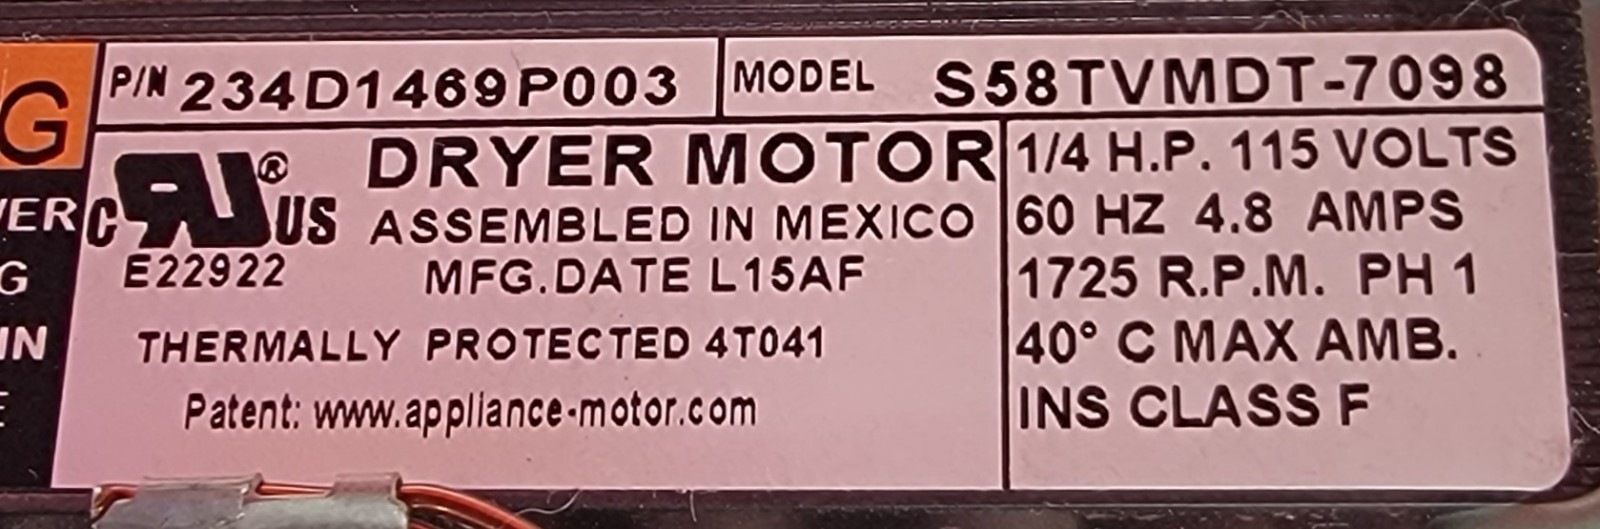 G
P/N 234D1469P003
MODEL S58TVMDT-7098
C RU® US
E22922
DRYER MOTOR
ASSEMBLED IN MEXICO
MFG.DATE L15AF
THERMALLY PROTECTED 4T041
Patent: www.appliance-motor.com
1/4 H.P. 115 VOLTS
60 HZ 4.8 AMPS
1725 R.P.M. PH 1
40° C MAX AMB.
INS CLASS F